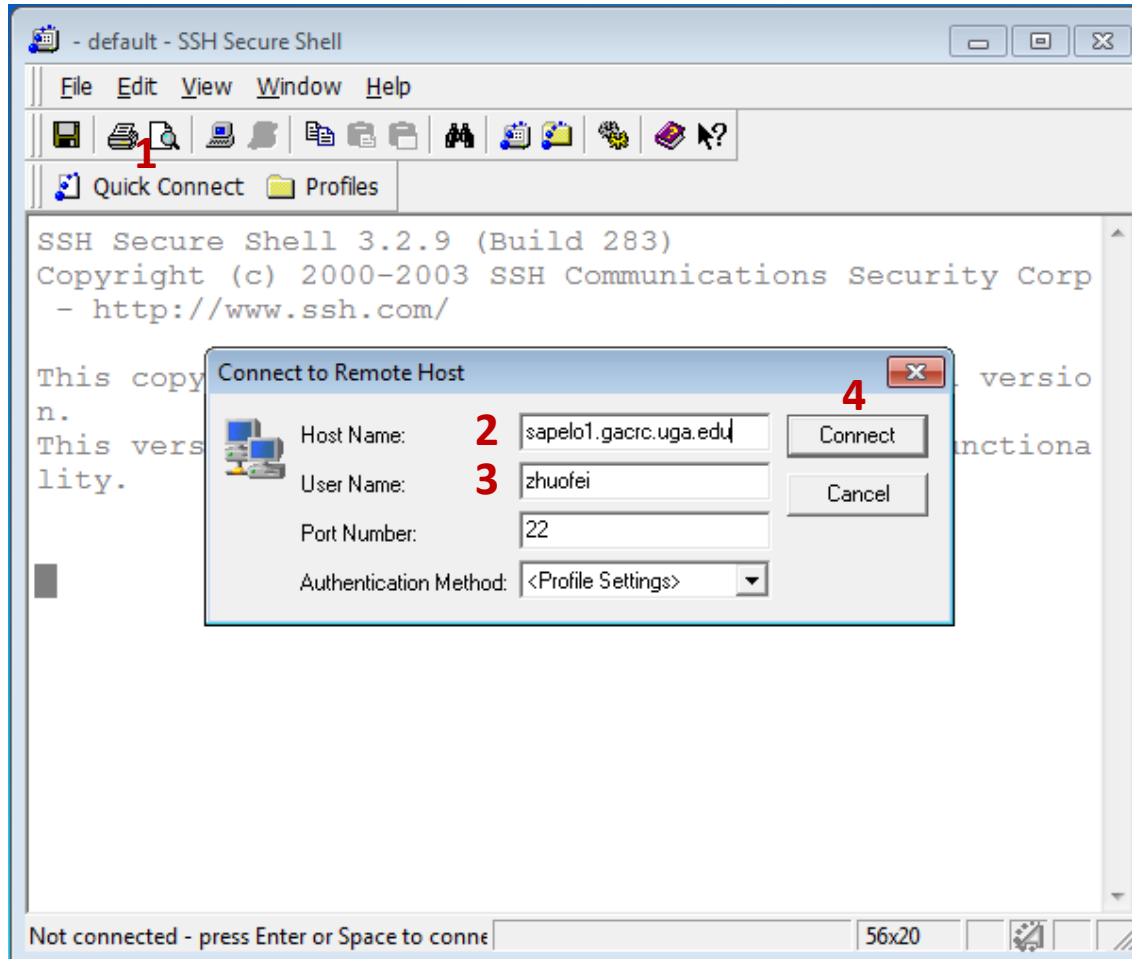 - default - SSH Secure Shell
File Edit View Window Help
1
Quick Connect Profiles
SSH Secure Shell 3.2.9 (Build 283)
Copyright (c) 2000-2003 SSH Communications Security Corp
- http://www.ssh.com/
This copy versio
n.
This vers nctiona
lity.
Connect to Remote Host
4
Host Name: 2 sapelo1.gacrc.uga.edu Connect
User Name: 3 zhuofei Cancel
Port Number: 22
Authentication Method: <Profile Settings>
Not connected - press Enter or Space to conne 56x20